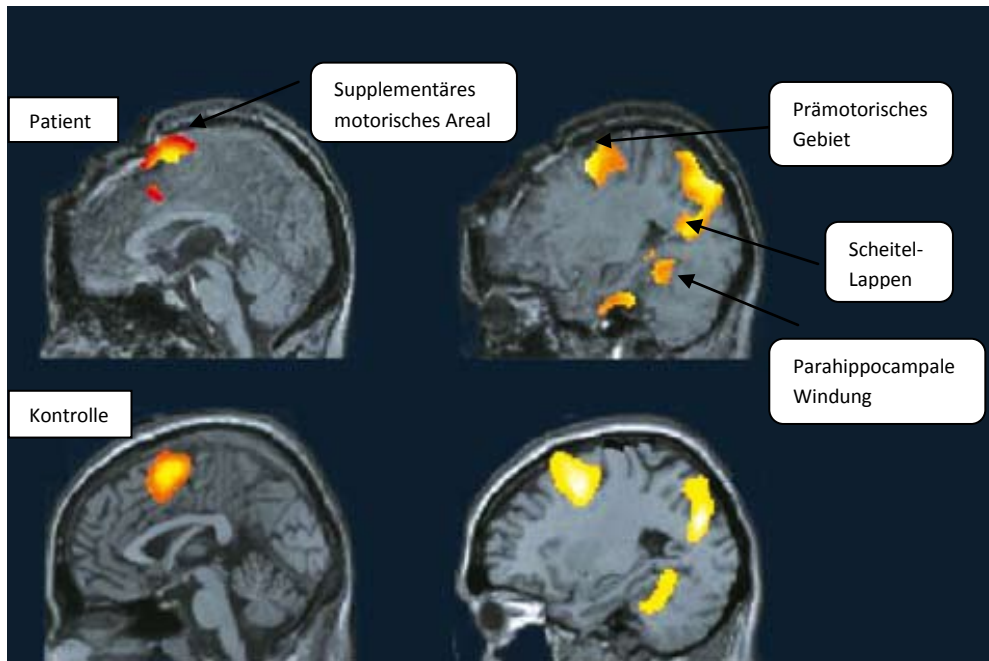 Patient
Supplementäres
motorisches Areal
Prämotorisches
Gebiet
Scheitel-
Lappen
Parahippocampale
Windung
Kontrolle